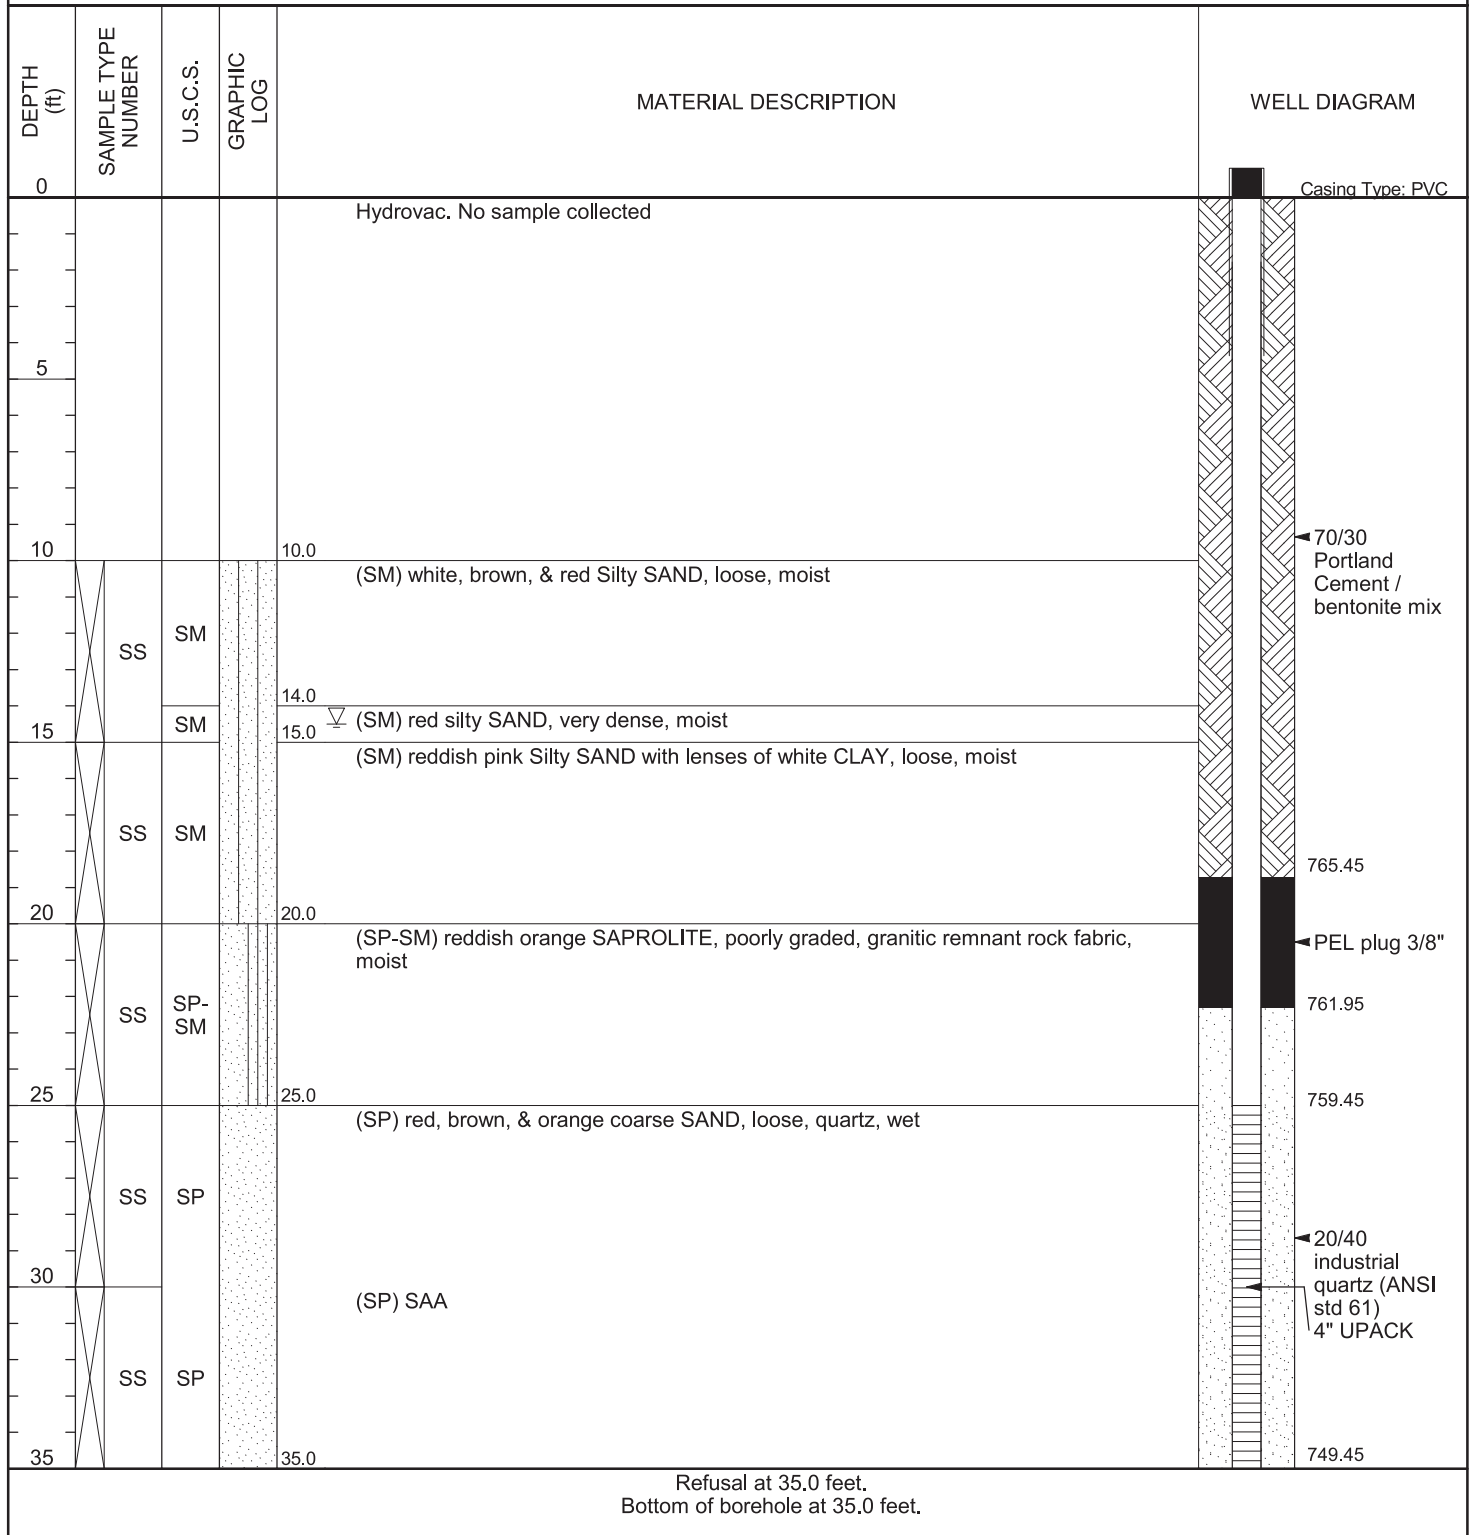 DEPTH
(ft)
SAMPLE TYPE
NUMBER
U.S.C.S.
GRAPHIC
LOG
MATERIAL DESCRIPTION
WELL DIAGRAM
0
Casing Type: PVC
Hydrovac. No sample collected
5
10
10.0
70/30
Portland
Cement /
bentonite mix
(SM) white, brown, & red Silty SAND, loose, moist
SS
SM
14.0
SM
(SM) red silty SAND, very dense, moist
15
15.0
(SM) reddish pink Silty SAND with lenses of white CLAY, loose, moist
SS
SM
765.45
20
20.0
(SP-SM) reddish orange SAPROLITE, poorly graded, granitic remnant rock fabric,
moist
PEL plug 3/8"
SS
SP-
SM
761.95
25
25.0
759.45
(SP) red, brown, & orange coarse SAND, loose, quartz, wet
SS
SP
20/40
industrial
quartz (ANSI
std 61)
4" UPACK
30
(SP) SAA
SS
SP
35
35.0
749.45
Refusal at 35.0 feet.
Bottom of borehole at 35.0 feet.